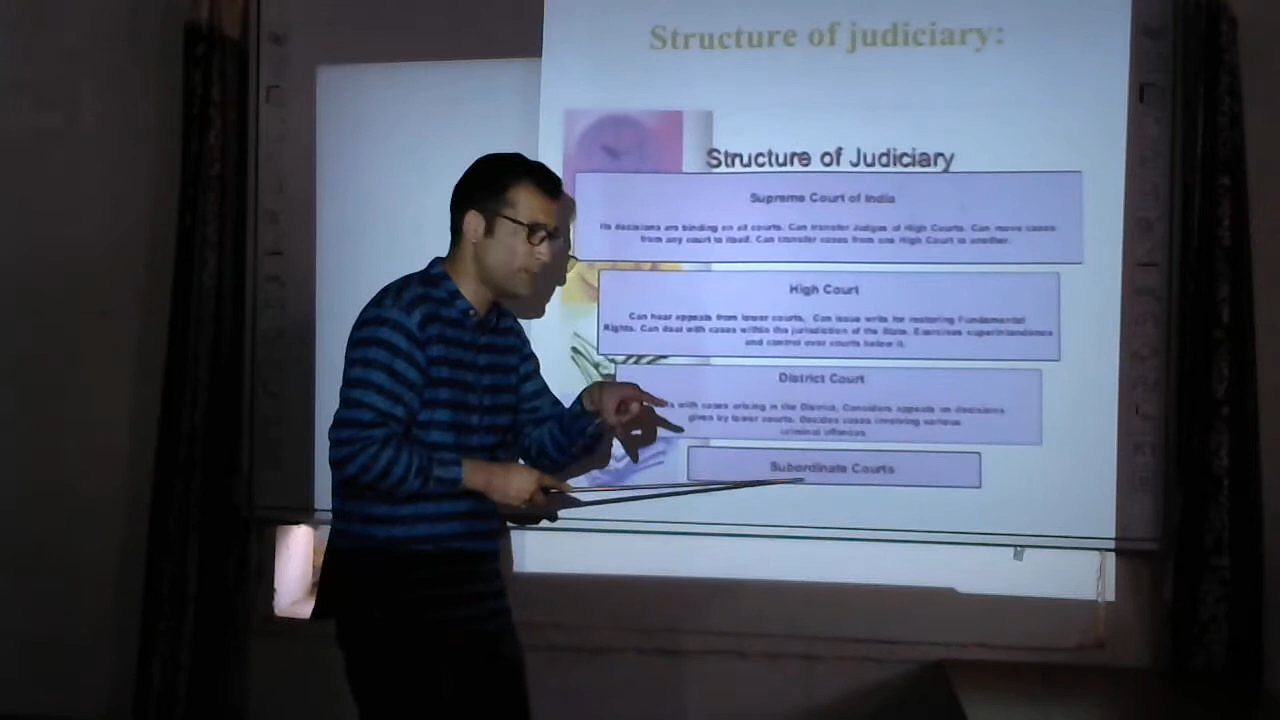 Structure of judiciary:
Structure of Judiciary
Supreme Court of India
Its decisions are binding on all courts. Can transfer Judges of High Courts. Can move cases
from any court to itself. Can transfer cases from one High Court to another.
High Court
Can hear appeals from lower courts. Can issue writs for restoring Fundamental
Rights. Can deal with cases within the jurisdiction of the State. Exercises superintendence
and control over courts below it.
District Court
with cases arising in the District. Considers appeals on decisions
given by lower courts. Decides cases involving serious
criminal offences
Subordinate Courts